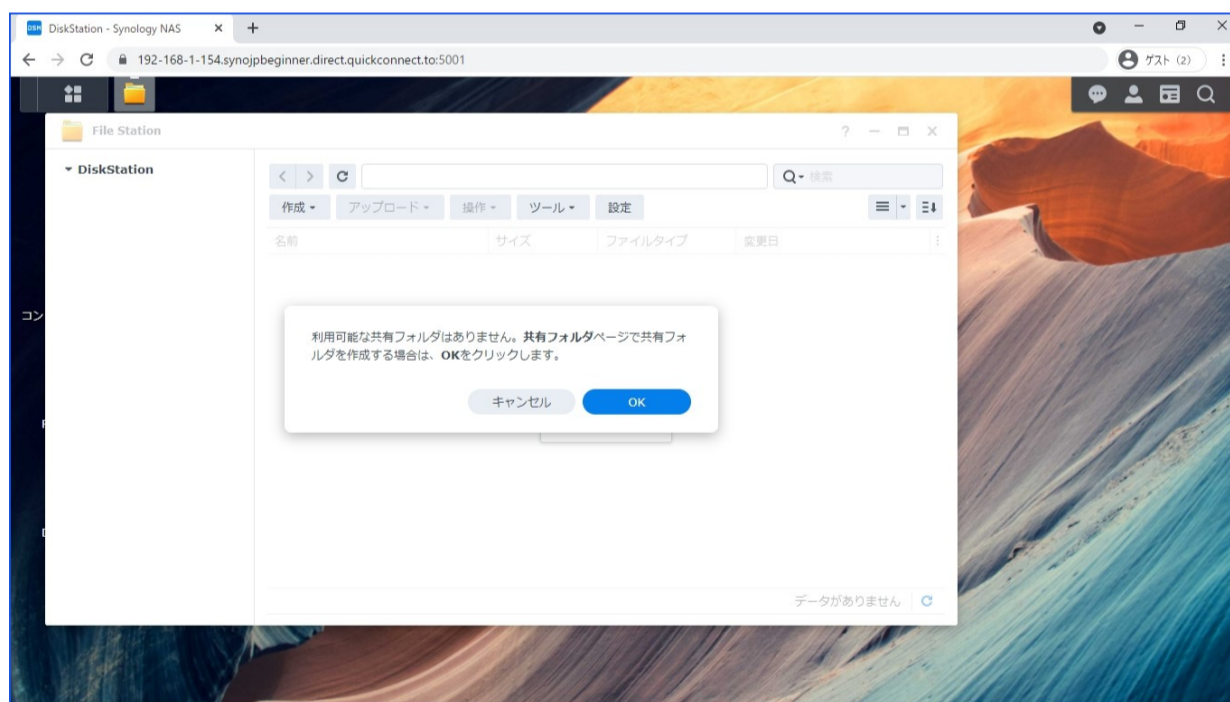 DSM DiskStation - Synology NAS
192-168-1-154.synojpbeginner.direct.quickconnect.to:5001
ゲスト (2)
File Station
DiskStation
検索
作成
アップロード
操作
ツール
設定
名前
サイズ
ファイルタイプ
変更日
コン
利用可能な共有フォルダはありません。共有フォルダページで共有フォ
ルダを作成する場合は、OKをクリックします。
キャンセル
OK
データがありません